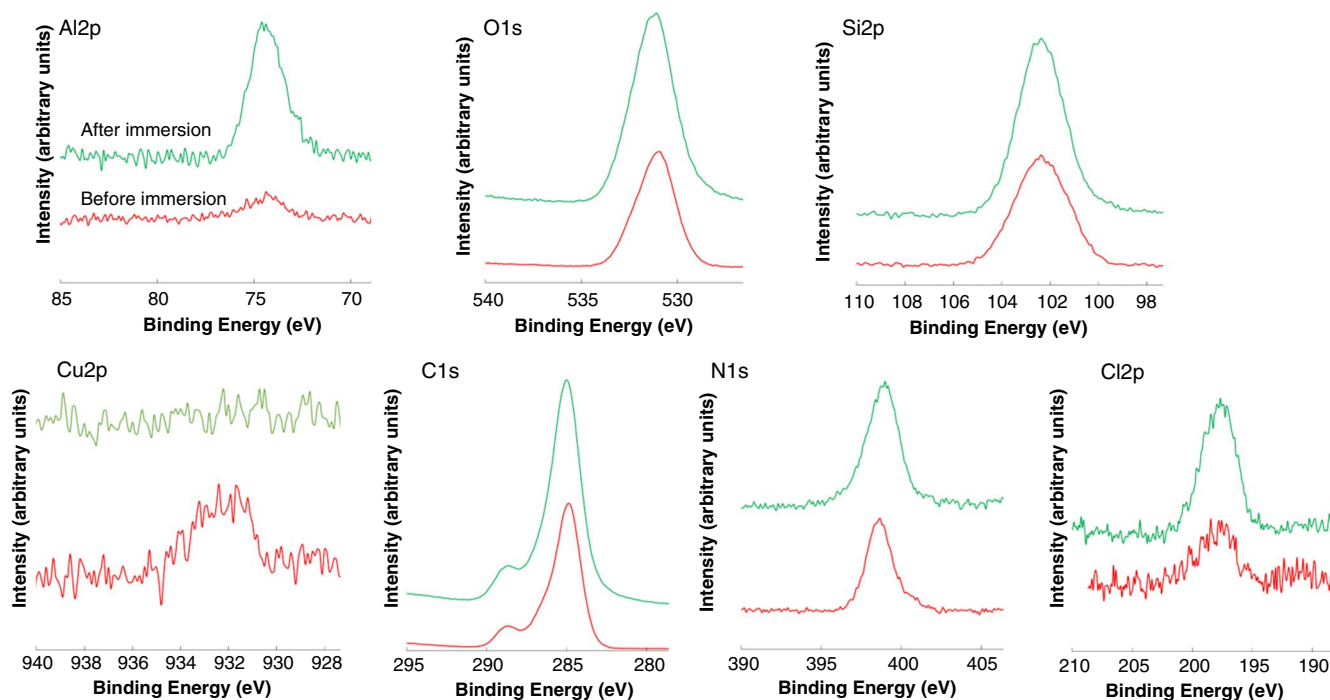 Al2p
Intensity (arbitrary units)
After immersion
Before immersion
85 80 75 70
Binding Energy (eV)
O1s
Intensity (arbitrary units)
540 535 530
Binding Energy (eV)
Si2p
Intensity (arbitrary units)
110 108 106 104 102 100 98
Binding Energy (eV)
Cu2p
Intensity (arbitrary units)
940 938 936 934 932 930 928
Binding Energy (eV)
C1s
Intensity (arbitrary units)
295 290 285 280
Binding Energy (eV)
N1s
Intensity (arbitrary units)
390 395 400 405
Binding Energy (eV)
Cl2p
Intensity (arbitrary units)
210 205 200 195 190
Binding Energy (eV)